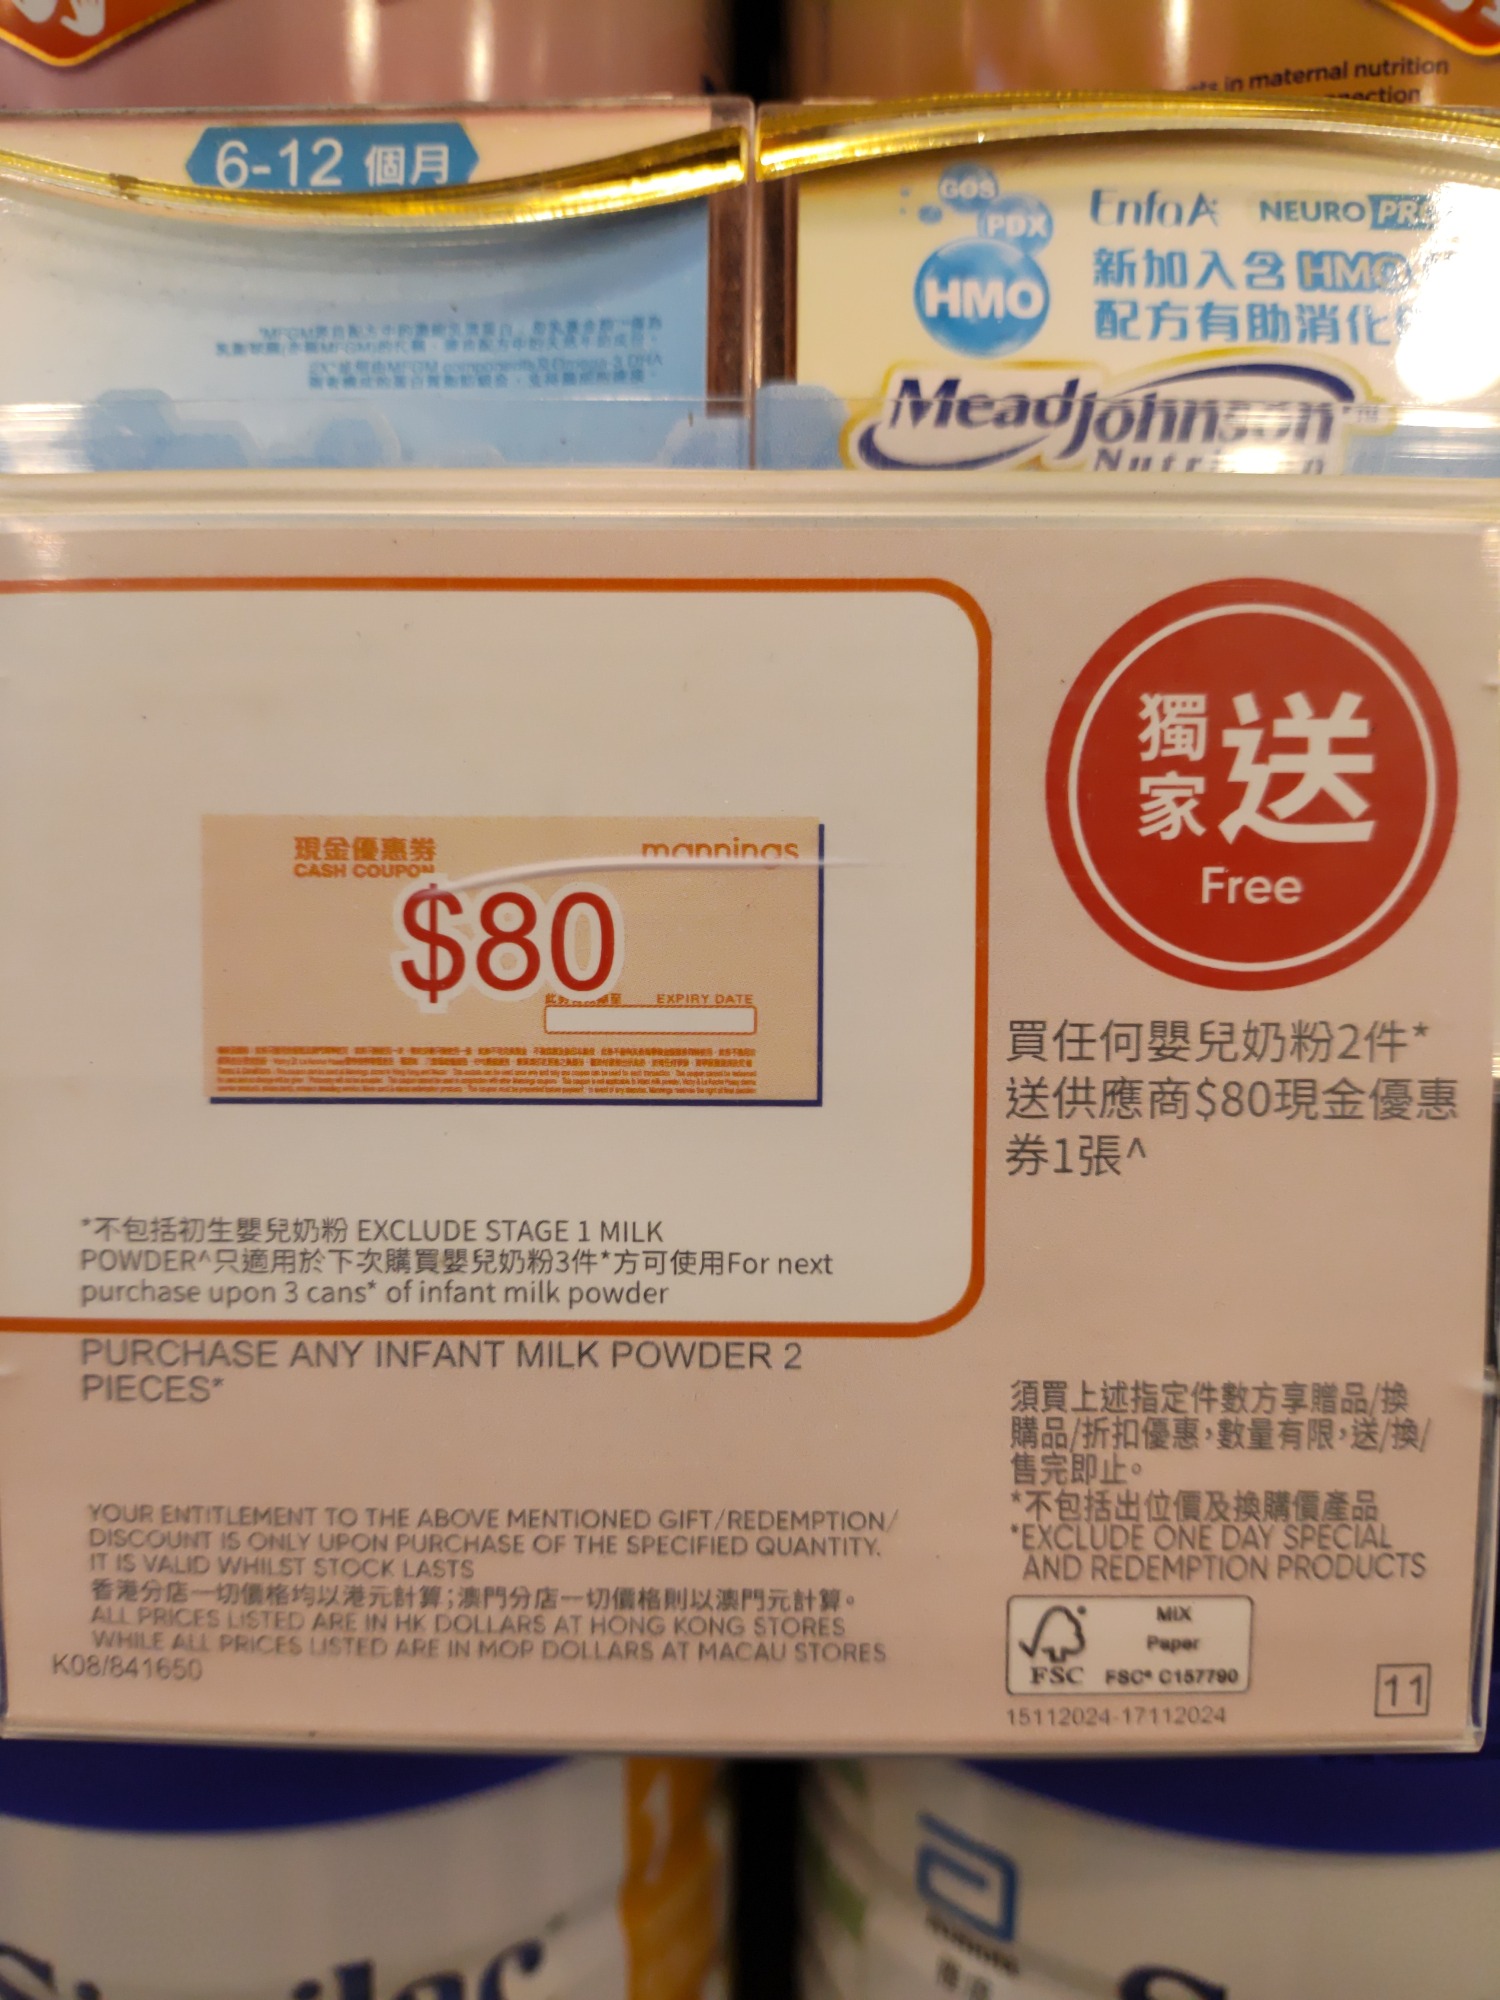 in maternal nutrition
6-12 個月
GOS
PDX
HMO
EnfaA NEURO
新加入含 HMO
配方有助消化
MeadJohnson
獨家送
Free
現金優惠券
CASH COUPON
mannings
$80
EXPIRY DATE
買任何嬰兒奶粉2件*
送供應商$80現金優惠
券1張^
*不包括初生嬰兒奶粉 EXCLUDE STAGE 1 MILK
POWDER^只適用於下次購買嬰兒奶粉3件*方可使用For next
purchase upon 3 cans* of infant milk powder
PURCHASE ANY INFANT MILK POWDER 2
PIECES*
須買上述指定件數方享贈品/換
購品/折扣優惠，數量有限，送/換/
售完即止。
*不包括出位價及換購價產品
*EXCLUDE ONE DAY SPECIAL
AND REDEMPTION PRODUCTS
YOUR ENTITLEMENT TO THE ABOVE MENTIONED GIFT/REDEMPTION/
DISCOUNT IS ONLY UPON PURCHASE OF THE SPECIFIED QUANTITY.
IT IS VALID WHILST STOCK LASTS
香港分店一切價格均以港元計算；澳門分店一切價格則以澳門元計算。
ALL PRICES LISTED ARE IN HK DOLLARS AT HONG KONG STORES
WHILE ALL PRICES LISTED ARE IN MOP DOLLARS AT MACAU STORES
K08/841650
MIX
Paper
FSC FSC® C157790
15112024-17112024
11
Similac